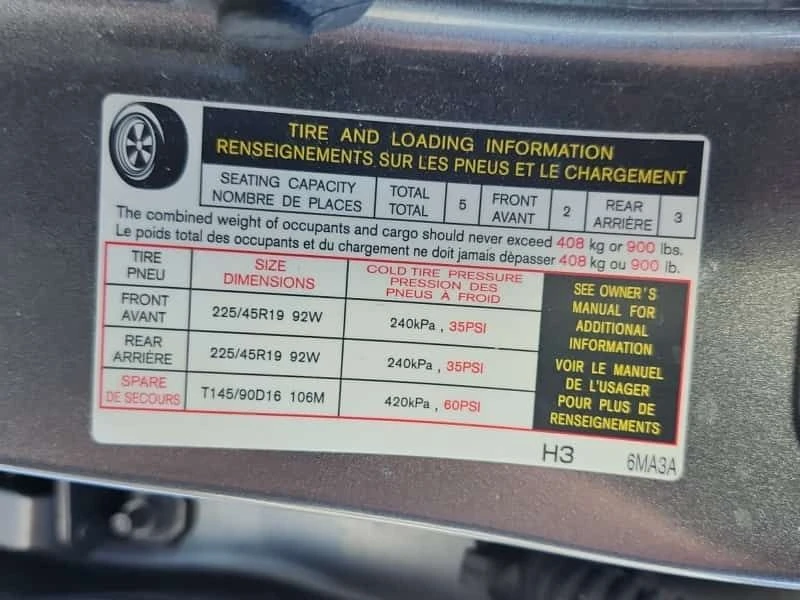 TIRE AND LOADING INFORMATION
RENSEIGNEMENTS SUR LES PNEUS ET LE CHARGEMENT
SEATING CAPACITY
NOMBRE DE PLACES
TOTAL
TOTAL
5
FRONT
AVANT
2
REAR
ARRIÈRE
3
The combined weight of occupants and cargo should never exceed 408 kg or 900 lbs.
Le poids total des occupants et du chargement ne doit jamais dépasser 408 kg ou 900 lb.
TIRE
PNEU
SIZE
DIMENSIONS
COLD TIRE PRESSURE
PRESSION DES
PNEUS À FROID
FRONT
AVANT
225/45R19 92W
240kPa , 35PSI
REAR
ARRIÈRE
225/45R19 92W
240kPa , 35PSI
SPARE
DE SECOURS
T145/90D16 106M
420kPa , 60PSI
SEE OWNER'S
MANUAL FOR
ADDITIONAL
INFORMATION
VOIR LE MANUEL
DE L'USAGER
POUR PLUS DE
RENSEIGNEMENTS
H3
6MA3A